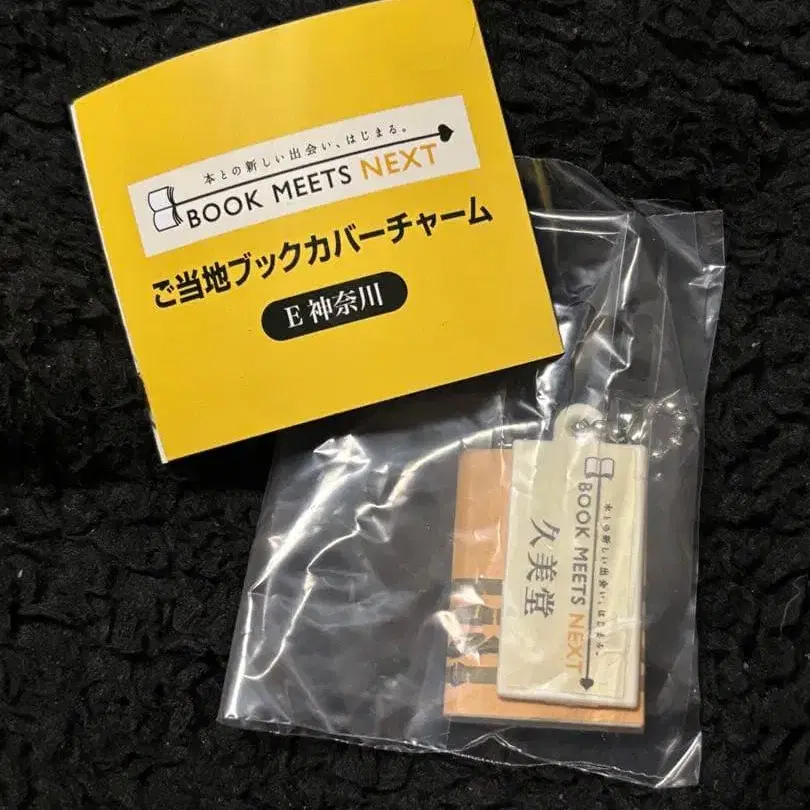 本との新しい出会い、はじまる。
BOOK MEETS NEXT
ご当地ブックカバーチャーム
E 神奈川
本との新しい出会い、はじまる。
BOOK MEETS NEXT
久美堂